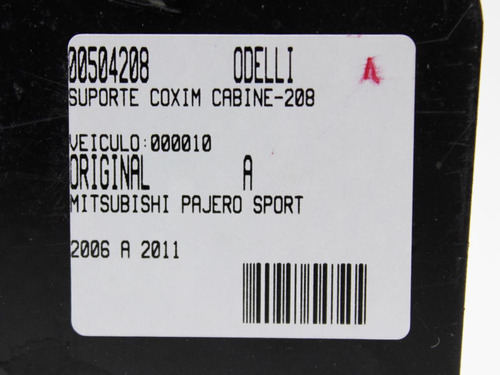 00504208 ODELLI A
SUPORTE COXIM CABINE-208
VEICULO:000010
ORIGINAL A
MITSUBISHI PAJERO SPORT
2006 A 2011